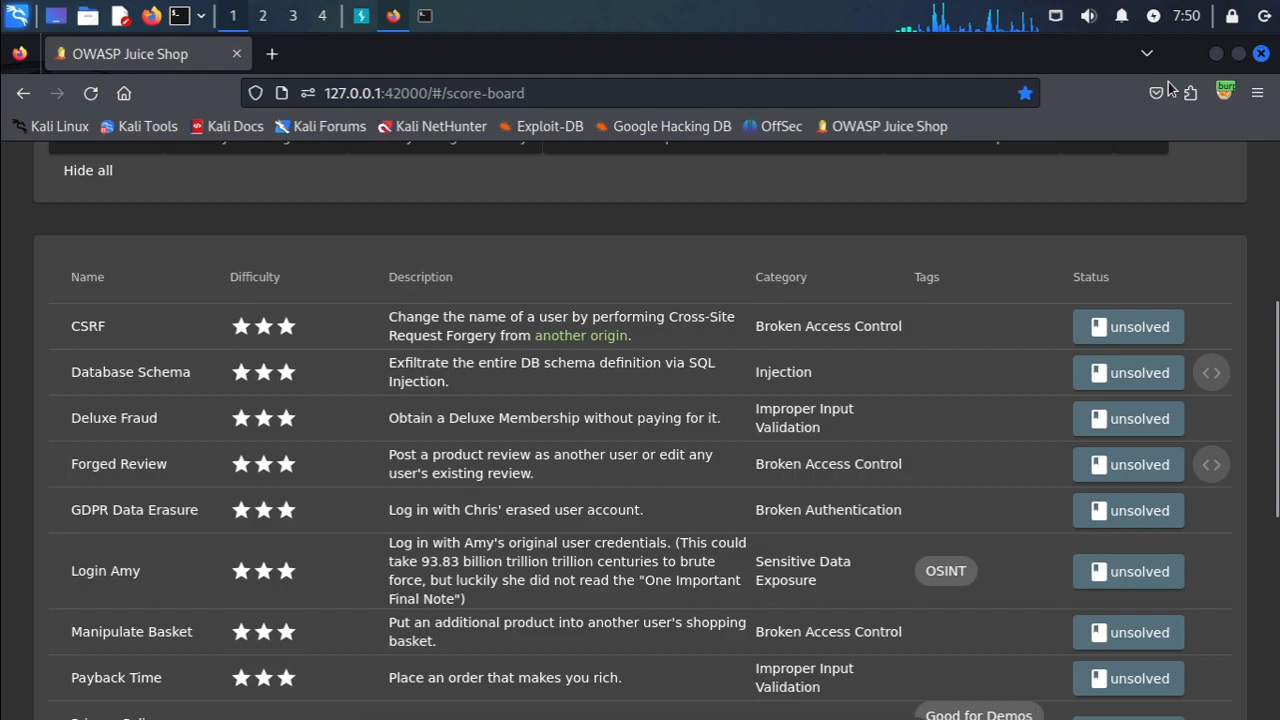 1 2 3 4 7:50
OWASP Juice Shop
127.0.0.1:42000/#/score-board
burp
Kali Linux Kali Tools Kali Docs Kali Forums Kali NetHunter Exploit-DB Google Hacking DB OffSec OWASP Juice Shop
Hide all
Name Difficulty Description Category Tags Status
CSRF Change the name of a user by performing Cross-Site Broken Access Control unsolved
Request Forgery from another origin.
Database Schema Exfiltrate the entire DB schema definition via SQL Injection unsolved <>
Injection.
Deluxe Fraud Obtain a Deluxe Membership without paying for it. Improper Input unsolved
Validation
Forged Review Post a product review as another user or edit any Broken Access Control unsolved <>
user's existing review.
GDPR Data Erasure Log in with Chris' erased user account. Broken Authentication unsolved
Login Amy Log in with Amy's original user credentials. (This could Sensitive Data OSINT unsolved
take 93.83 billion trillion trillion centuries to brute Exposure
force, but luckily she did not read the "One Important
Final Note")
Manipulate Basket Put an additional product into another user's shopping Broken Access Control unsolved
basket.
Payback Time Place an order that makes you rich. Improper Input unsolved
Validation
Good for Demos